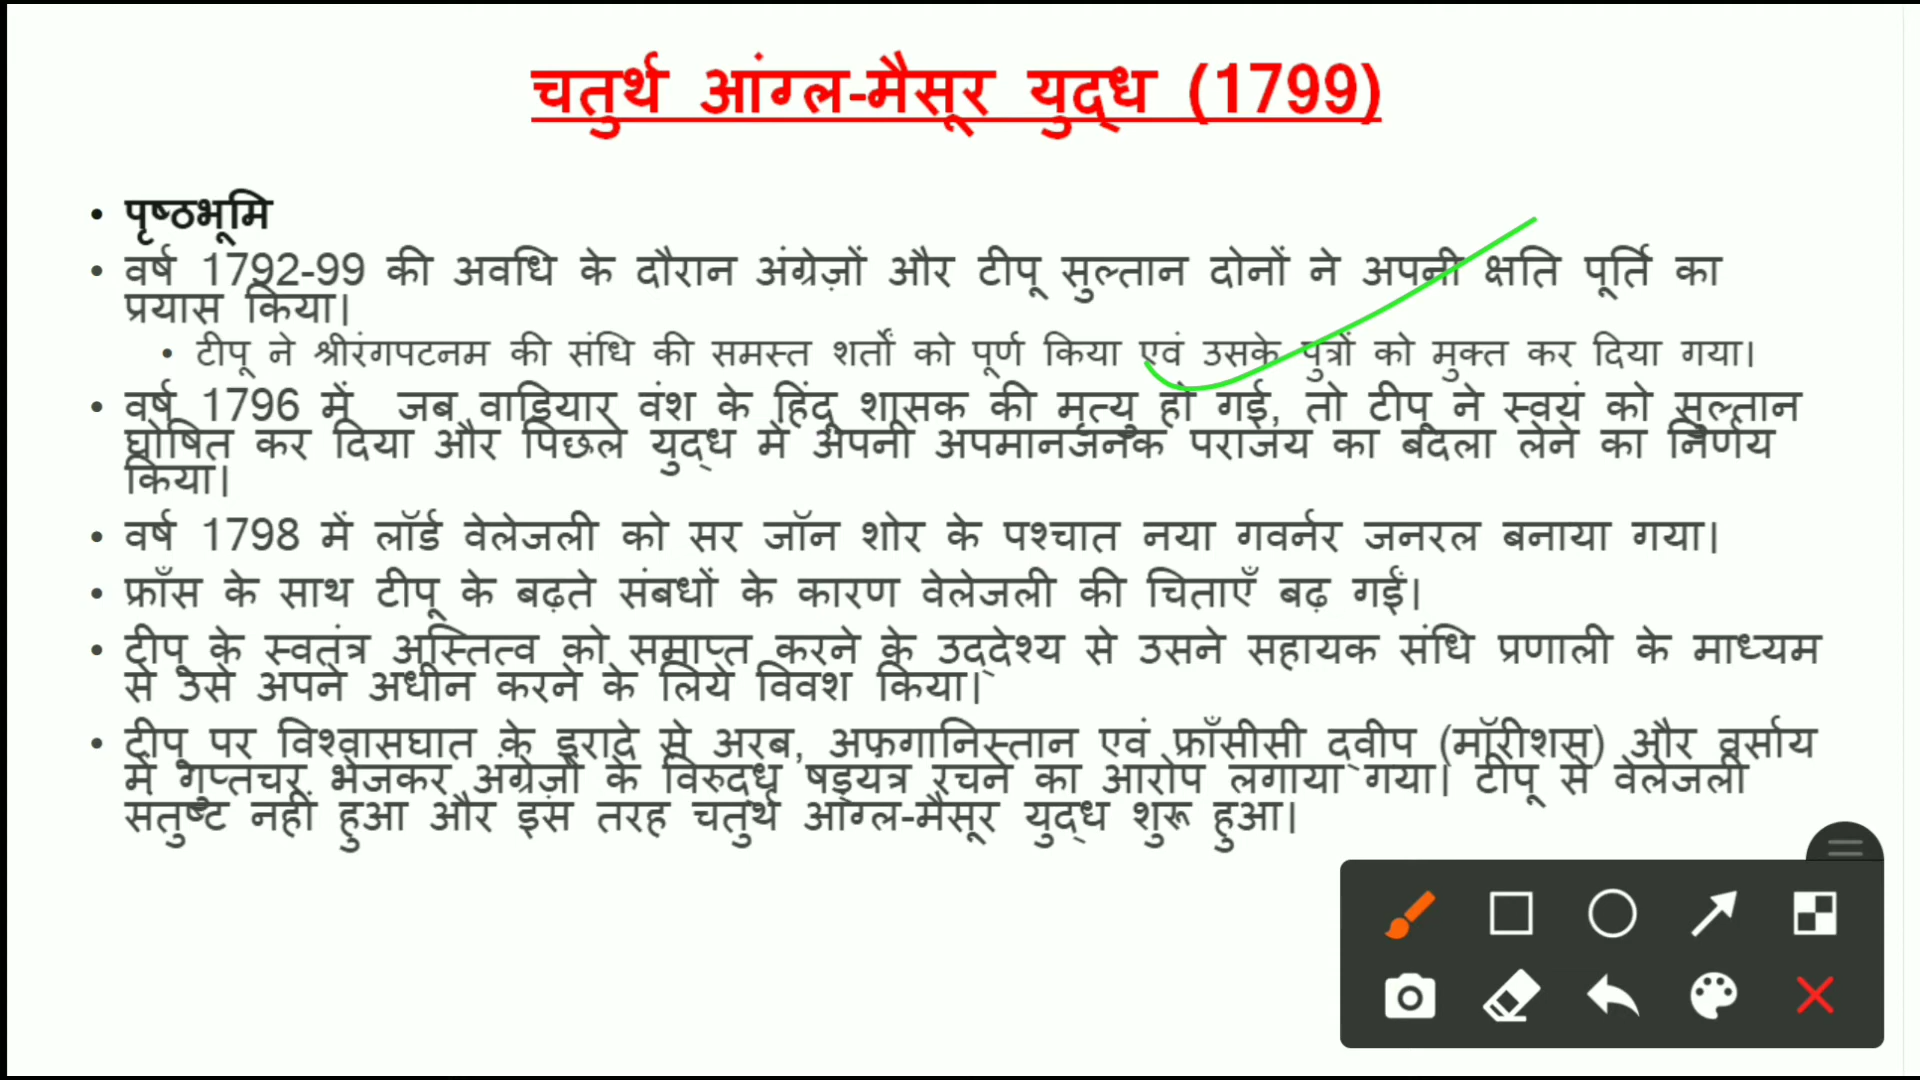 चतुर्थ आंग्ल-मैसूर युद्ध (1799)
• पृष्ठभूमि
• वर्ष 1792-99 की अवधि के दौरान अंग्रेज़ों और टीपू सुल्तान दोनों ने अपनी क्षति पूर्ति का
प्रयास किया।
• टीपू ने श्रीरंगपटनम की संधि की समस्त शर्तों को पूर्ण किया एवं उसके पुत्रों को मुक्त कर दिया गया।
• वर्ष 1796 में जब वाडियार वंश के हिंदू शासक की मृत्यु हो गई, तो टीपू ने स्वयं को सुल्तान
घोषित कर दिया और पिछले युद्ध में अपनी अपमानजनक पराजय का बदला लेने का निर्णय
किया।
• वर्ष 1798 में लॉर्ड वेलेजली को सर जॉन शोर के पश्चात नया गवर्नर जनरल बनाया गया।
• फ्राँस के साथ टीपू के बढ़ते संबधों के कारण वेलेजली की चिताएँ बढ़ गईं।
• टीपू के स्वतंत्र अस्तित्व को समाप्त करने के उद्देश्य से उसने सहायक संधि प्रणाली के माध्यम
से उसे अपने अधीन करने के लिये विवश किया।
• टीपू पर विश्वासघात के इरादे से अरब, अफगानिस्तान एवं फ्राँसीसी द्वीप (मॉरीशस) और वर्साय
में गुप्तचर भेजकर अंग्रेज़ों के विरुद्ध षड्यंत्र रचने का आरोप लगाया गया। टीपू से वेलेजली
संतुष्ट नहीं हुआ और इस तरह चतुर्थ आंग्ल-मैसूर युद्ध शुरू हुआ।